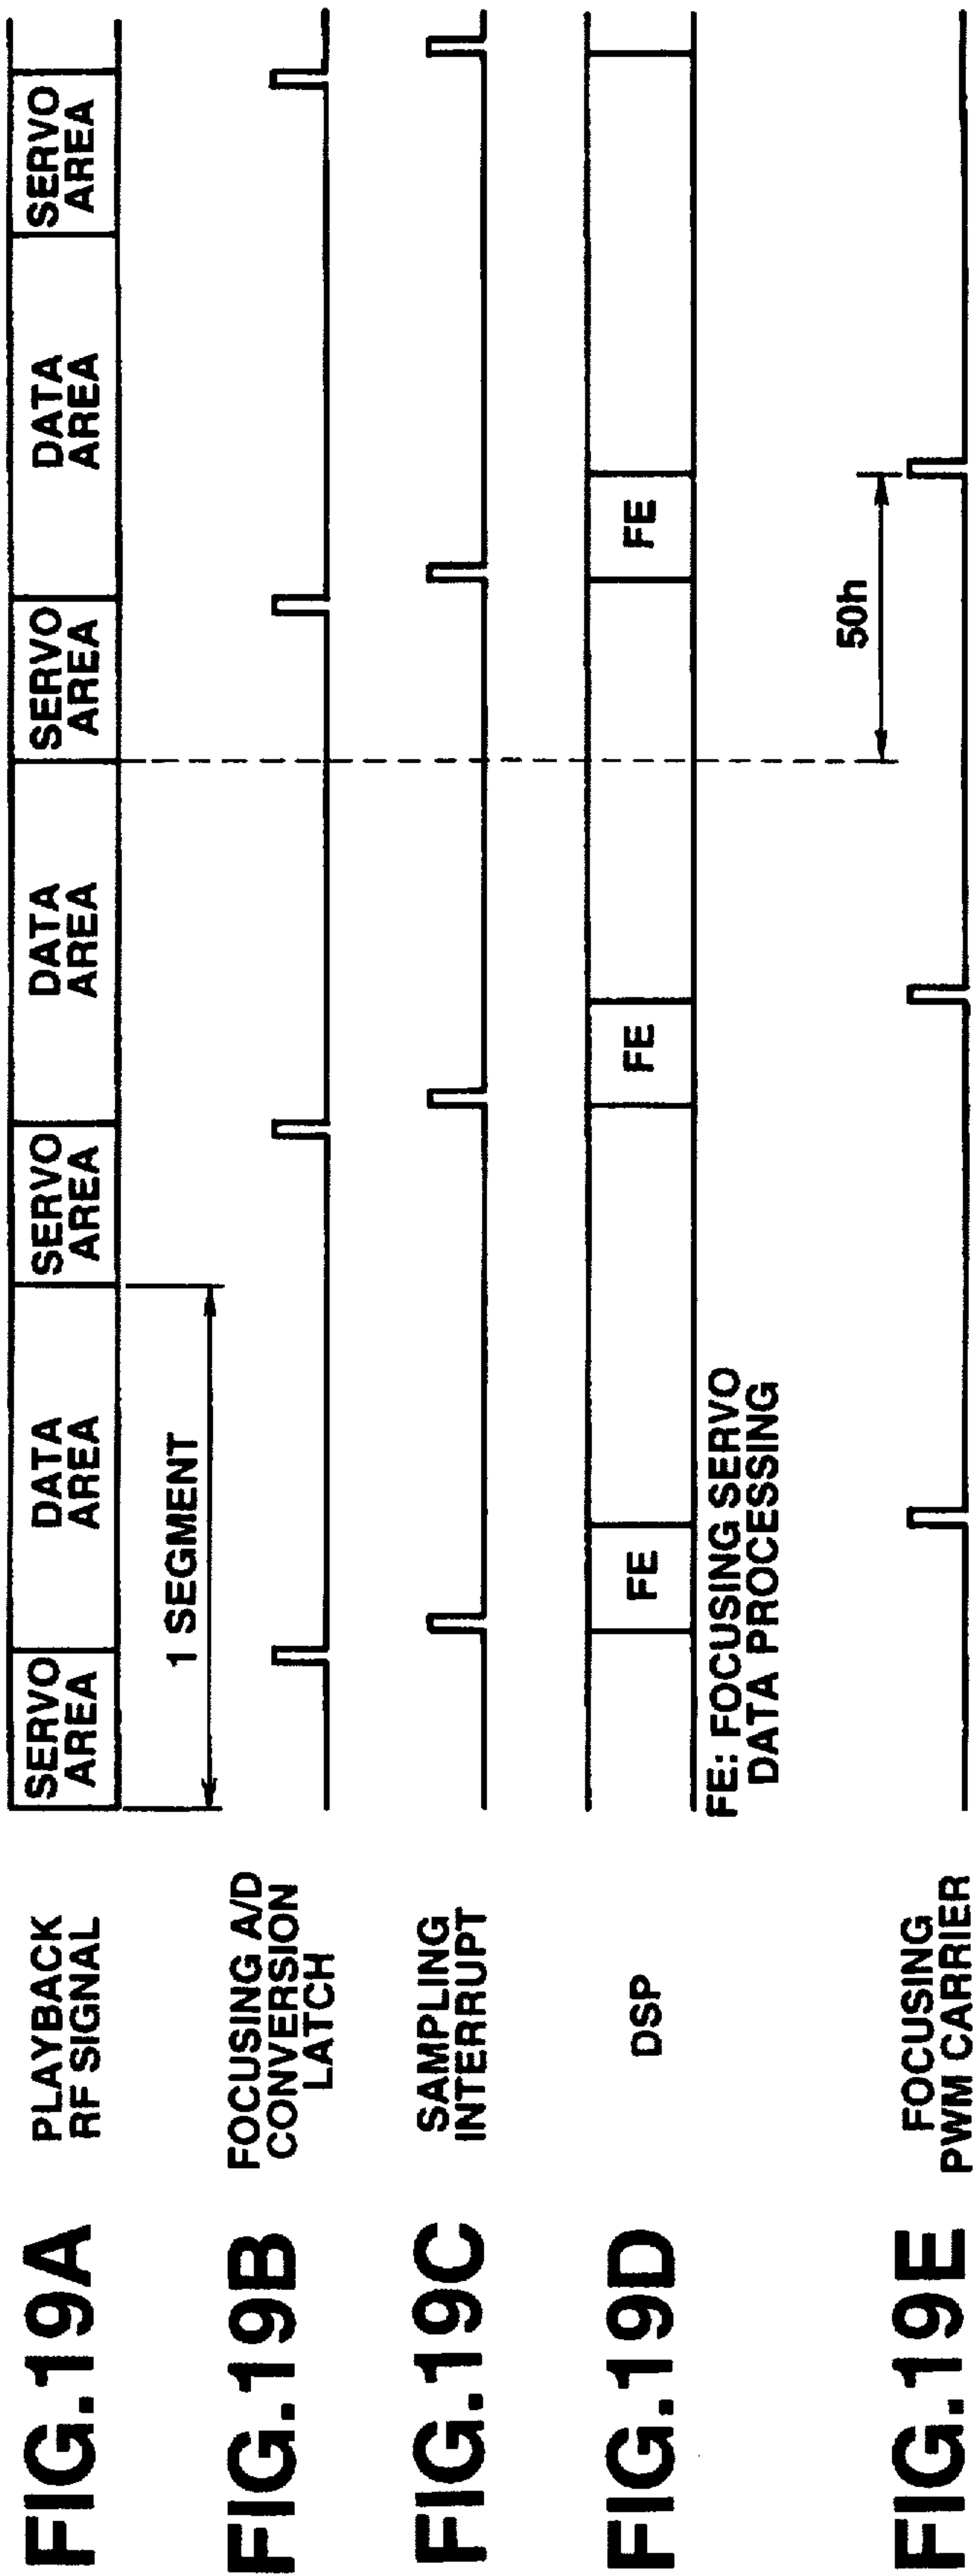 FIG.19A
PLAYBACK
RF SIGNAL
SERVO
AREA
DATA
AREA
SERVO
AREA
DATA
AREA
SERVO
AREA
DATA
AREA
SERVO
AREA
1 SEGMENT
FIG.19B
FOCUSING A/D
CONVERSION
LATCH
FIG.19C
SAMPLING
INTERRUPT
FIG.19D
DSP
FE
FE
FE
FE: FOCUSING SERVO
DATA PROCESSING
50h
FIG.19E
FOCUSING
PWM CARRIER